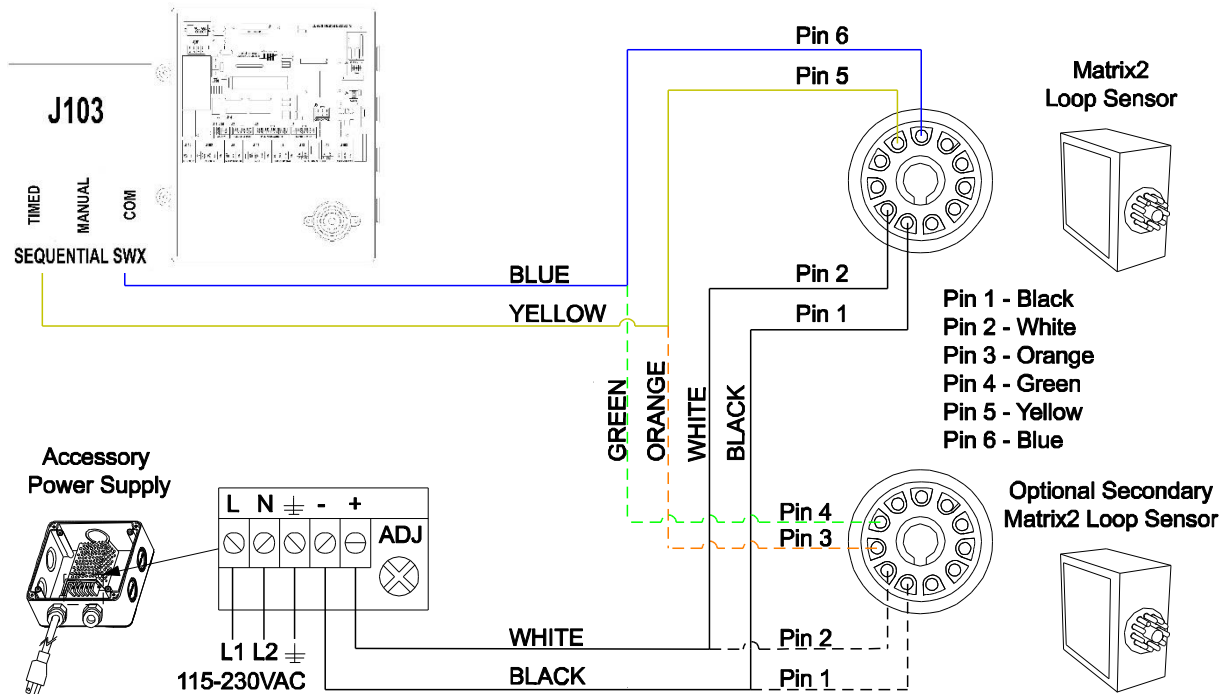 J103
TIMED
MANUAL
COM
SEQUENTIAL SWX
Pin 6
Pin 5
Matrix2
Loop Sensor
BLUE
Pin 2
YELLOW
Pin 1
Pin 1 - Black
Pin 2 - White
Pin 3 - Orange
Pin 4 - Green
Pin 5 - Yellow
Pin 6 - Blue
GREEN
ORANGE
WHITE
BLACK
Accessory
Power Supply
L N - +
ADJ
Pin 4
Pin 3
Optional Secondary
Matrix2 Loop Sensor
L1 L2
115-230VAC
WHITE
Pin 2
BLACK
Pin 1